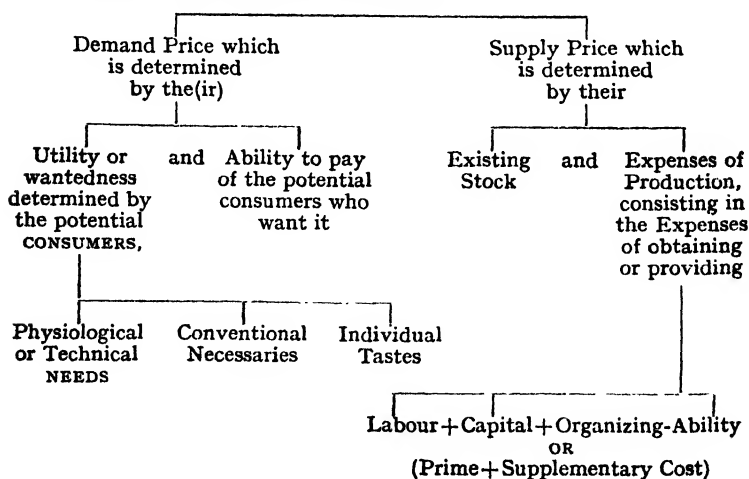 Demand Price which
is determined
by the(ir)
Supply Price which
is determined
by their
Utility or
wantedness
determined by
the potential
CONSUMERS,
and
Ability to pay
of the potential
consumers who
want it
Existing
Stock
and
Expenses of
Production,
consisting in
the Expenses
of obtaining
or providing
Physiological
or Technical
NEEDS
Conventional
Necessaries
Individual
Tastes
Labour+Capital+Organizing-Ability
OR
(Prime+Supplementary Cost)